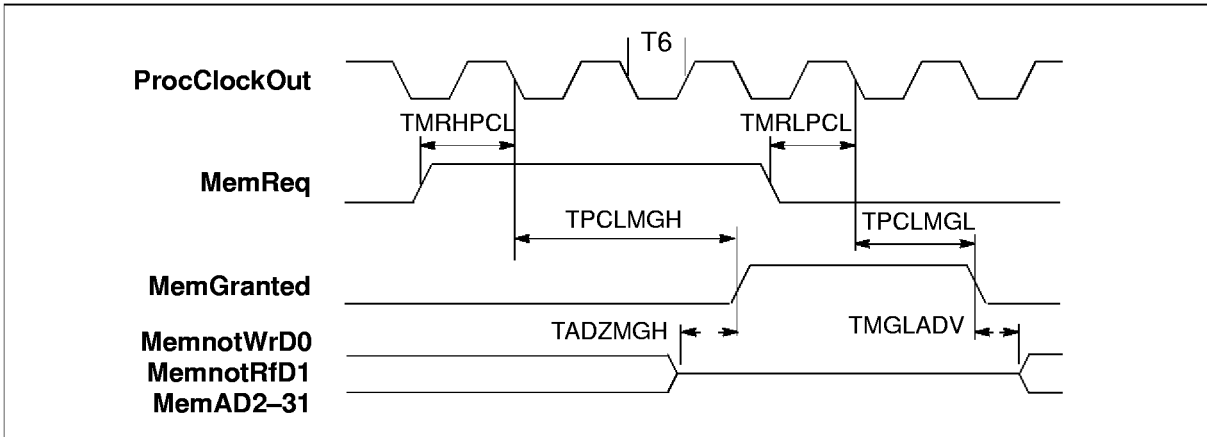 T6
ProcClockOut
TMRHPCL
TMRLPCL
MemReq
TPCLMGH
TPCLMGL
MemGranted
TADZMGH
TMGLADV
MemnotWrD0
MemnotRfD1
MemAD2–31